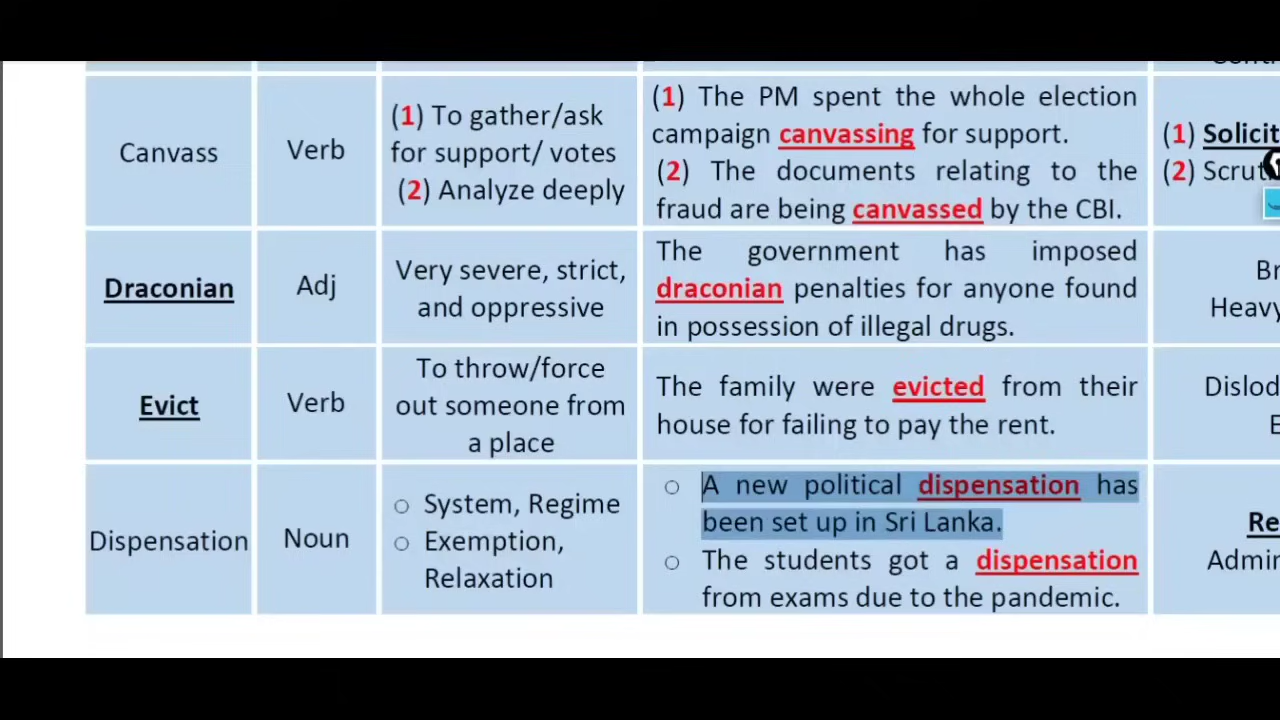 Canvass
Verb
(1) To gather/ask
for support/ votes
(2) Analyze deeply
(1) The PM spent the whole election
campaign canvassing for support.
(2) The documents relating to the
fraud are being canvassed by the CBI.
(1) Solicit
(2)
Draconian
Adj
Very severe, strict,
and oppressive
The government has imposed
draconian penalties for anyone found
in possession of illegal drugs.
Heavy
Evict
Verb
To throw/force
out someone from
a place
The family were evicted from their
house for failing to pay the rent.
Dispensation
Noun
○ System, Regime
○ Exemption,
Relaxation
○ A new political dispensation has
been set up in Sri Lanka.
○ The students got a dispensation
from exams due to the pandemic.